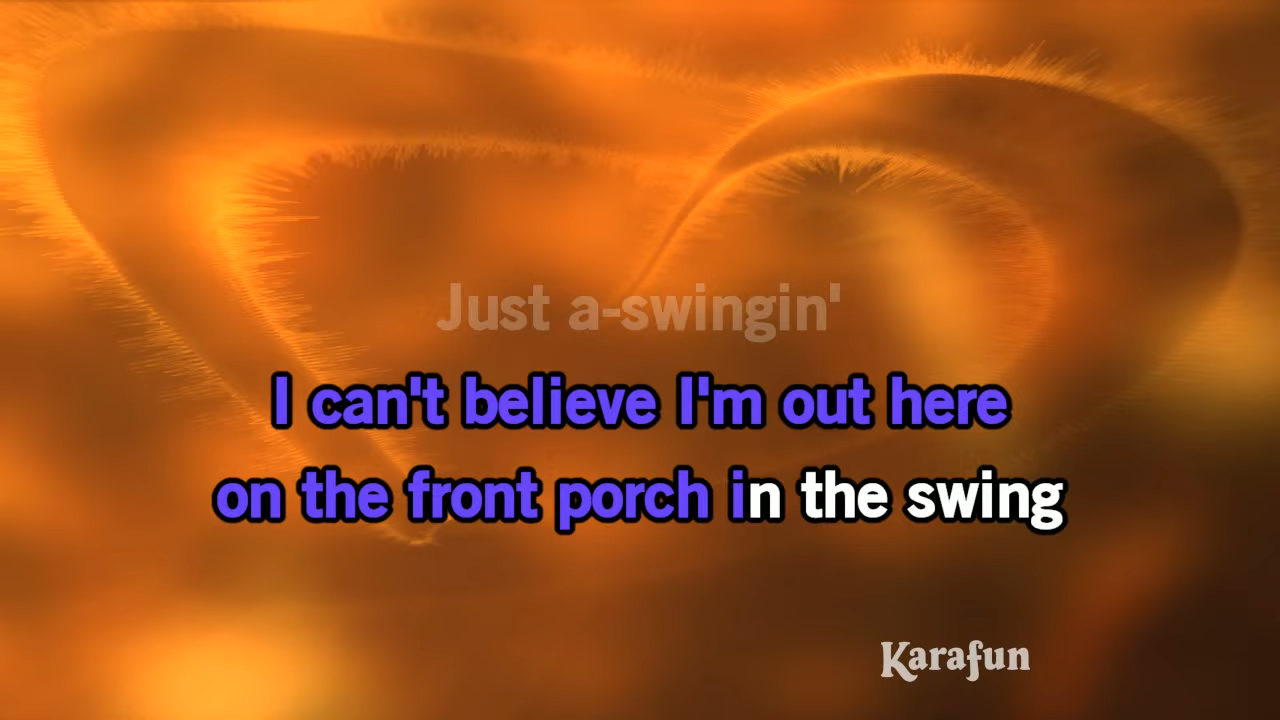 Just a-swingin'
I can't believe I'm out here
on the front porch in the swing
Karafun